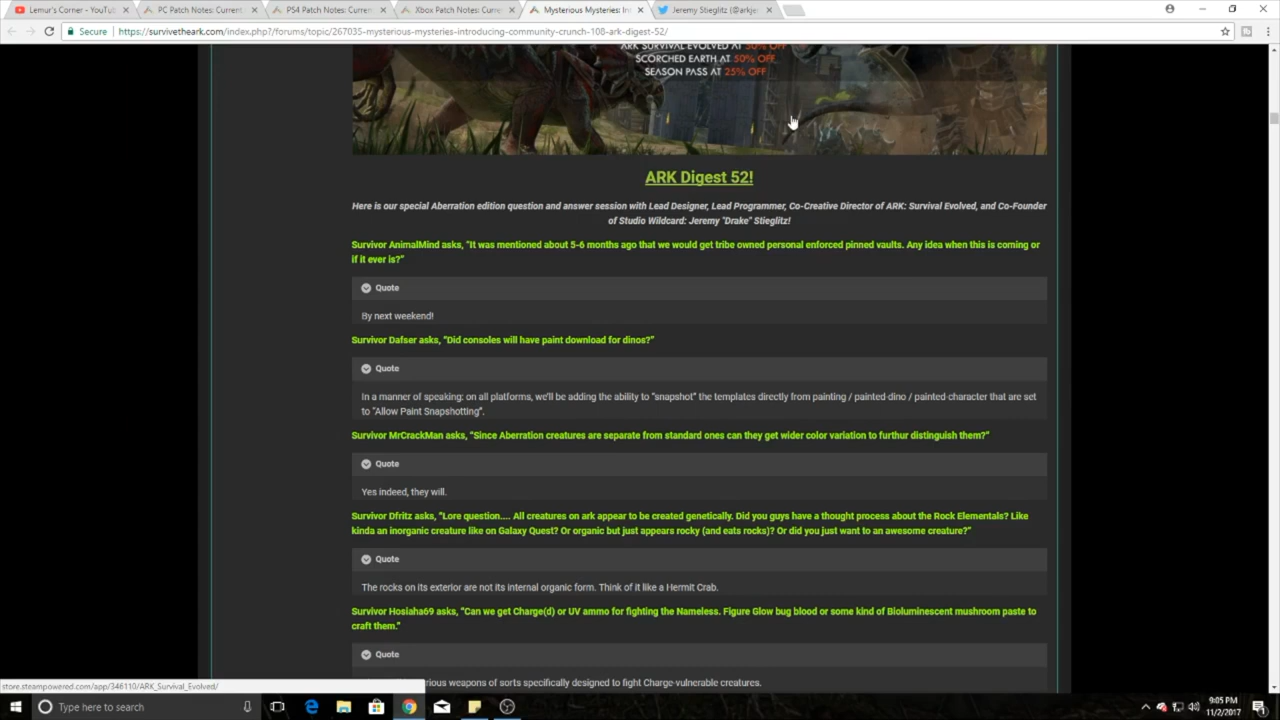 Lemur's Corner - YouTub
PC Patch Notes: Current
PS4 Patch Notes: Curren
Xbox Patch Notes: Curre
Mysterious Mysteries: In
Jeremy Stieglitz (@arkje
Secure
https://survivetheark.com/index.php?/forums/topic/267035-mysterious-mysteries-introducing-community-crunch-108-ark-digest-52/
ARK SURVIVAL EVOLVED AT 50% OFF
SCORCHED EARTH AT 50% OFF
SEASON PASS AT 25% OFF
ARK Digest 52!
Here is our special Aberration edition question and answer session with Lead Designer, Lead Programmer, Co-Creative Director of ARK: Survival Evolved, and Co-Founder
of Studio Wildcard: Jeremy "Drake" Stieglitz!
Survivor AnimalMind asks, “It was mentioned about 5-6 months ago that we would get tribe owned personal enforced pinned vaults. Any idea when this is coming or
if it ever is?”
Quote
By next weekend!
Survivor Dafser asks, “Did consoles will have paint download for dinos?”
Quote
In a manner of speaking: on all platforms, we'll be adding the ability to “snapshot” the templates directly from painting / painted dino / painted character that are set
to “Allow Paint Snapshotting”.
Survivor MrCrackMan asks, “Since Aberration creatures are separate from standard ones can they get wider color variation to furthur distinguish them?”
Quote
Yes indeed, they will.
Survivor Dfritz asks, “Lore question.... All creatures on ark appear to be created genetically. Did you guys have a thought process about the Rock Elementals? Like
kinda an inorganic creature like on Galaxy Quest? Or organic but just appears rocky (and eats rocks)? Or did you just want to an awesome creature?”
Quote
The rocks on its exterior are not its internal organic form. Think of it like a Hermit Crab.
Survivor Hosiaha69 asks, “Can we get Charge(d) or UV ammo for fighting the Nameless. Figure Glow bug blood or some kind of Bioluminescent mushroom paste to
craft them.”
Quote
weapons of sorts specifically designed to fight Charge-vulnerable creatures.
store.steampowered.com/app/346110/ARK_Survival_Evolved/
Type here to search
9:05 PM
11/2/2017